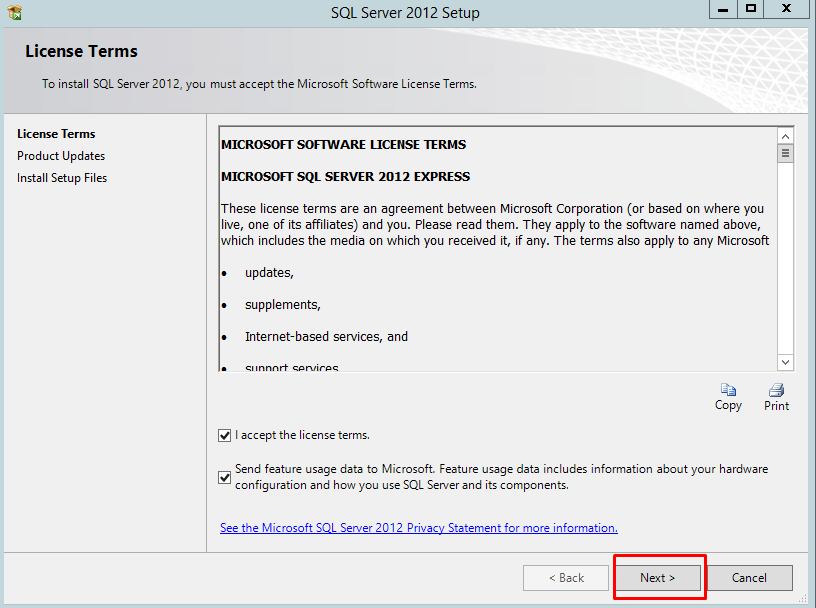 SQL Server 2012 Setup
License Terms
To install SQL Server 2012, you must accept the Microsoft Software License Terms.
License Terms
Product Updates
Install Setup Files
MICROSOFT SOFTWARE LICENSE TERMS
MICROSOFT SQL SERVER 2012 EXPRESS
These license terms are an agreement between Microsoft Corporation (or based on where you
live, one of its affiliates) and you. Please read them. They apply to the software named above,
which includes the media on which you received it, if any. The terms also apply to any Microsoft
• updates,
• supplements,
• Internet-based services, and
• support services
Copy
Print
I accept the license terms.
Send feature usage data to Microsoft. Feature usage data includes information about your hardware
configuration and how you use SQL Server and its components.
See the Microsoft SQL Server 2012 Privacy Statement for more information.
< Back
Next >
Cancel